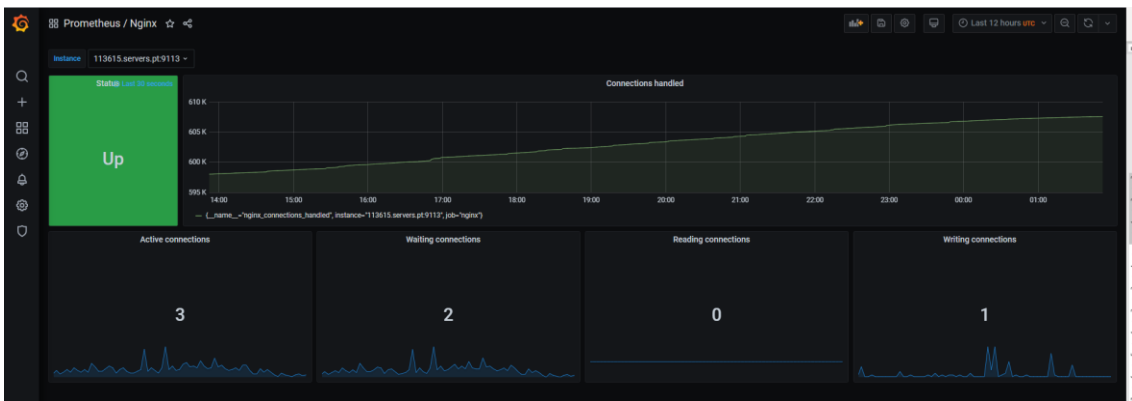 Prometheus / Nginx
Last 12 hours UTC
Instance 113615.servers.pt:9113
Status
Up
Connections handled
610 K
605 K
600 K
595 K
14:00 15:00 16:00 17:00 18:00 19:00 20:00 21:00 22:00 23:00 00:00 01:00
{__name__="nginx_connections_handled", instance="113615.servers.pt:9113", job="nginx"}
Active connections
3
Waiting connections
2
Reading connections
0
Writing connections
1